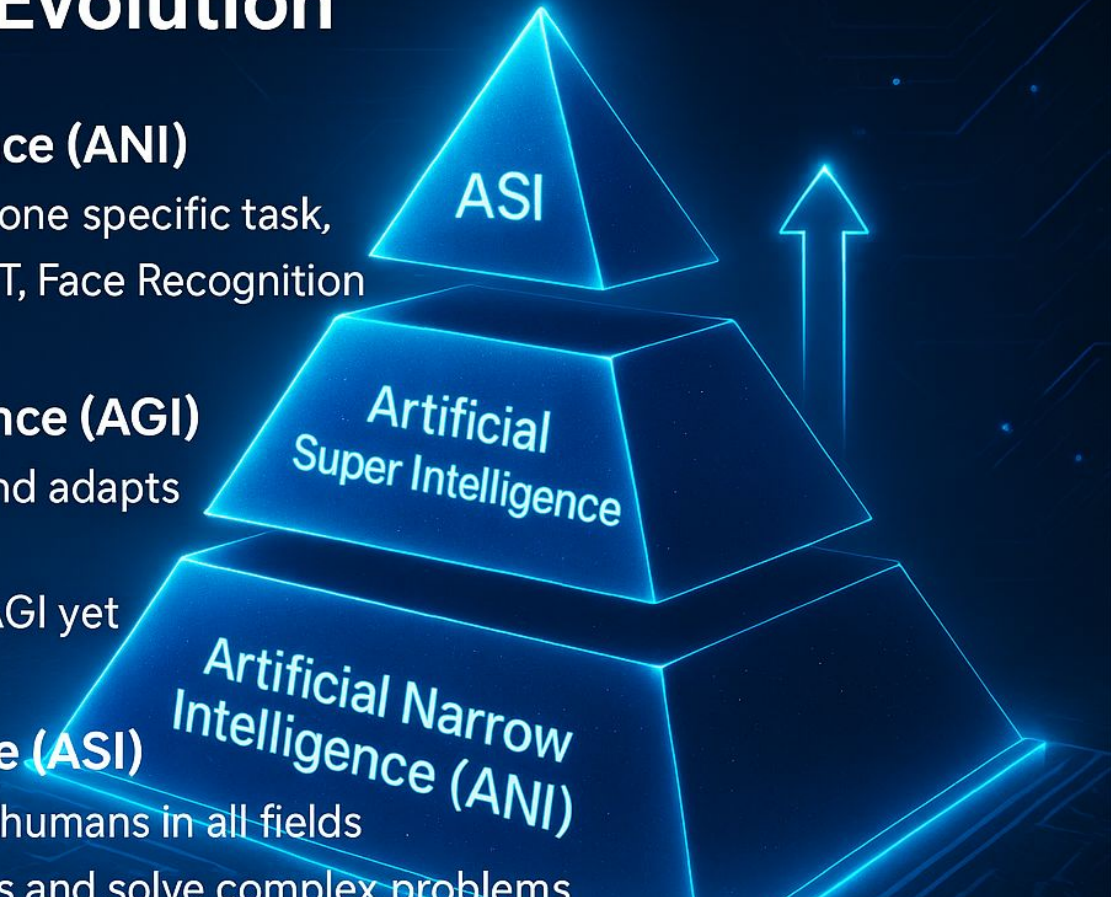 Evolution
ce (ANI)
one specific task,
T, Face Recognition
nce (AGI)
nd adapts
AGI yet
e (ASI)
humans in all fields
s and solve complex problems
ASI
Artificial
Super Intelligence
Artificial Narrow
Intelligence (ANI)